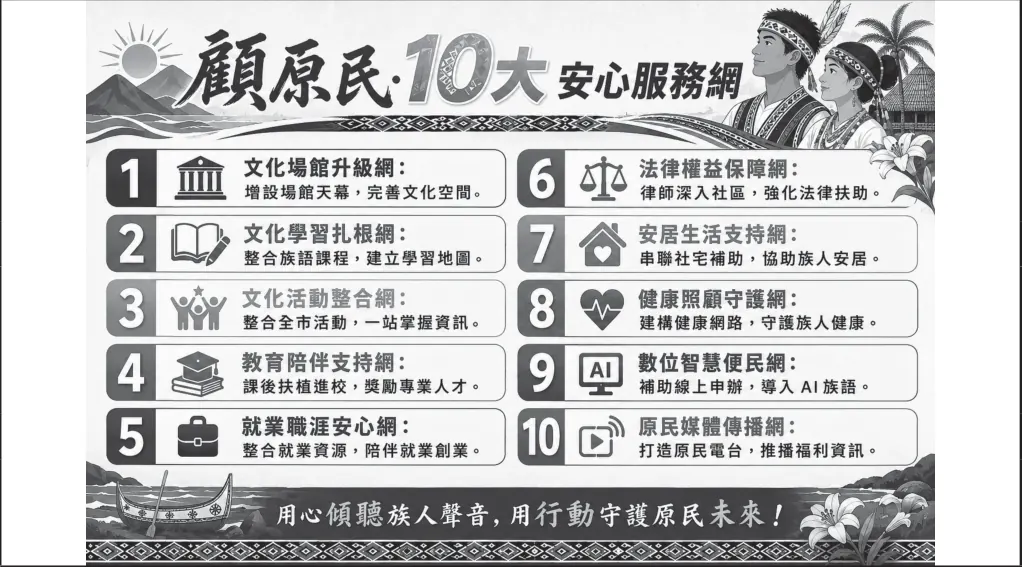 顧原民·10大安心服務網
1
文化場館升級網：
增設場館天幕，完善文化空間。
2
文化學習扎根網：
整合族語課程，建立學習地圖。
3
文化活動整合網：
整合全市活動，一站掌握資訊。
4
教育陪伴支持網：
課後扶植進校，獎勵專業人才。
5
就業職涯安心網：
整合就業資源，陪伴就業創業。
6
法律權益保障網：
律師深入社區，強化法律扶助。
7
安居生活支持網：
串聯社宅補助，協助族人安居。
8
健康照顧守護網：
建構健康網路，守護族人健康。
9
AI
數位智慧便民網：
補助線上申辦，導入 AI 族語。
10
原民媒體傳播網：
打造原民電台，推播福利資訊。
用心傾聽族人聲音，用行動守護原民未來！